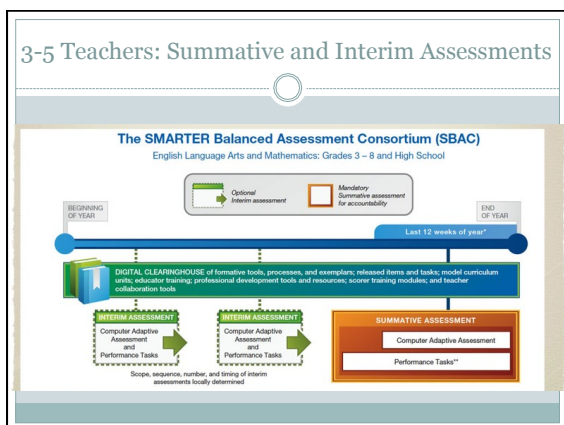 3-5 Teachers: Summative and Interim Assessments
The SMARTER Balanced Assessment Consortium (SBAC)
English Language Arts and Mathematics: Grades 3 – 8 and High School
Optional
Interim assessment
Mandatory
Summative assessment
for accountability
BEGINNING
OF YEAR
END
OF YEAR
Last 12 weeks of year*
DIGITAL CLEARINGHOUSE of formative tools, processes, and exemplars; released items and tasks; model curriculum
units; educator training; professional development tools and resources; scorer training modules; and teacher
collaboration tools
INTERIM ASSESSMENT
Computer Adaptive
Assessment
and
Performance Tasks
INTERIM ASSESSMENT
Computer Adaptive
Assessment
and
Performance Tasks
SUMMATIVE ASSESSMENT
Computer Adaptive Assessment
Performance Tasks**
Scope, sequence, number, and timing of interim
assessments locally determined